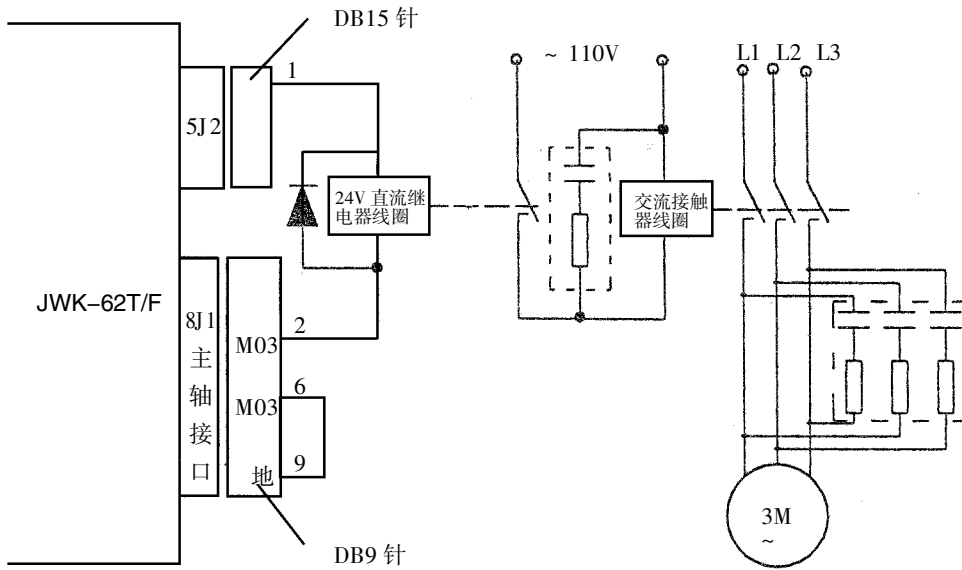 DB15 针
~ 110V
L1
L2
L3
1
5J2
24V 直流继
电器线圈
交流接触
器线圈
JWK-62T/F
8J1
主
轴
接
口
2
M03
6
M03
9
地
3M
~
DB9 针